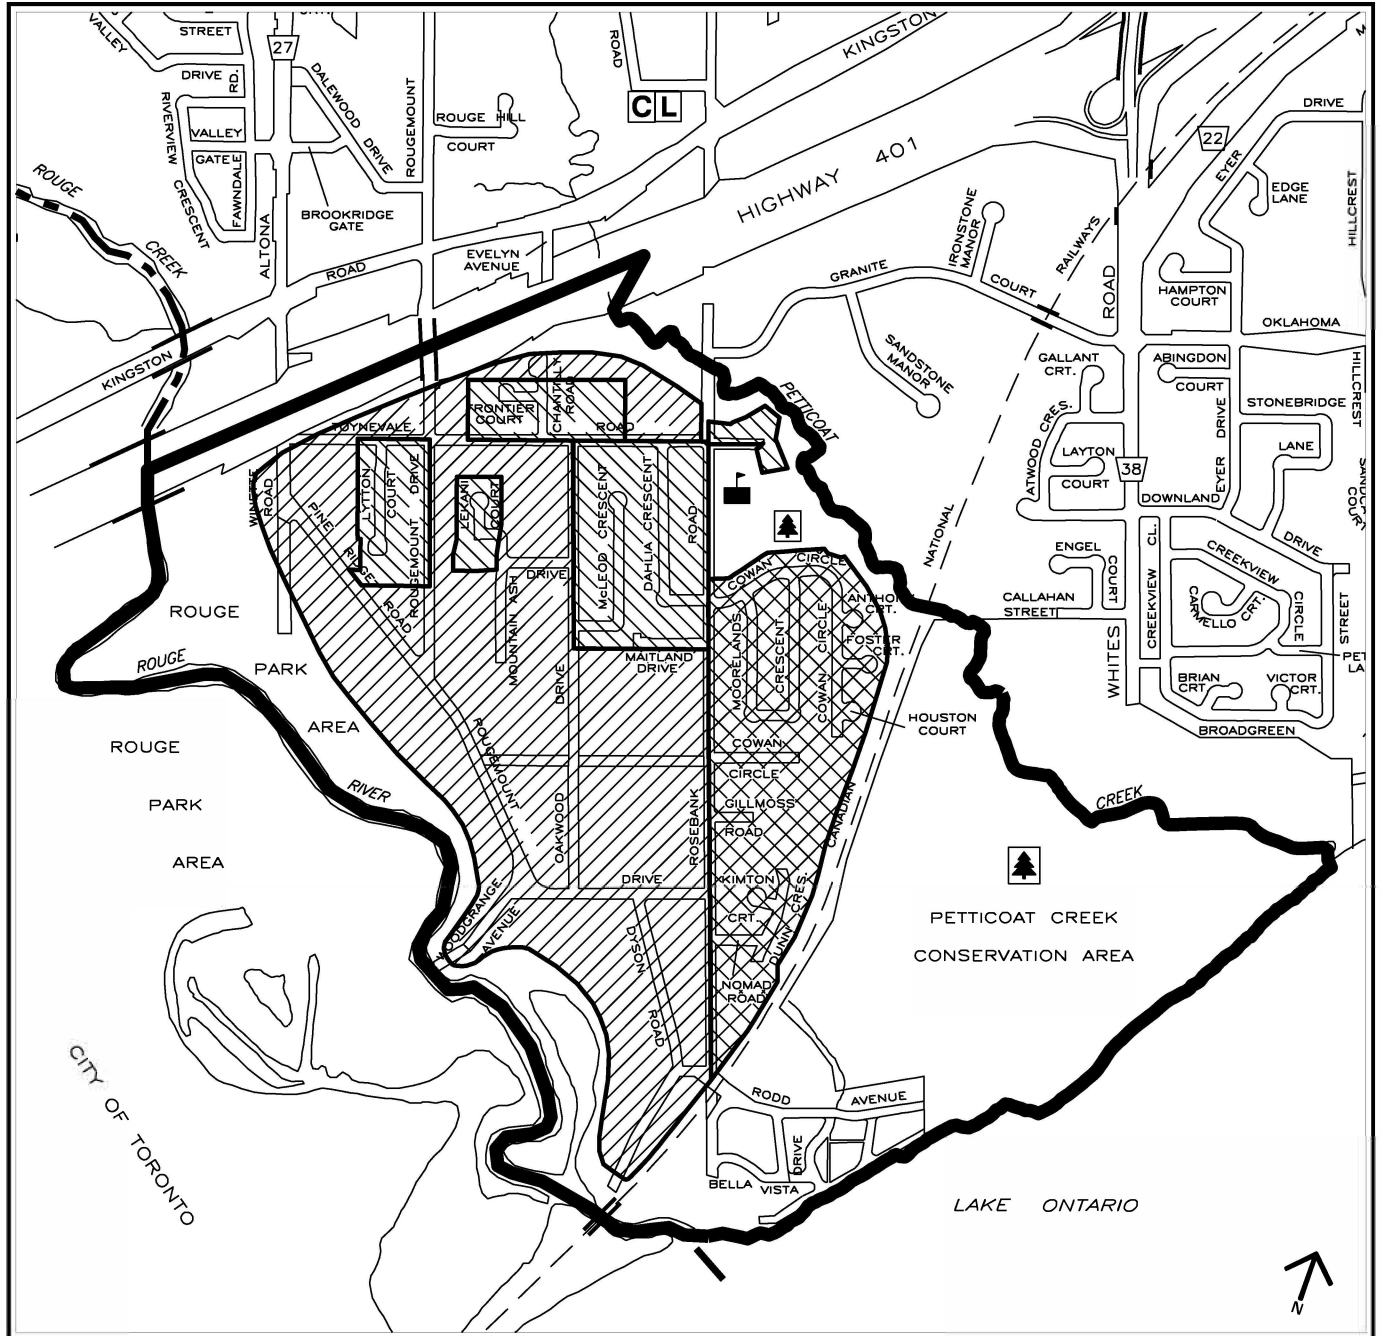 STREET
VALLEY
27
DRIVE
RD.
DALEWOOD DRIVE
RIVERVIEW
CRESCENT
VALLEY
GATE
FAWNDALE
ALTONA
ROUGEMOUNT
ROUGE HILL
COURT
ROAD
CL
KINGSTON
HIGHWAY 401
BROOKRIDGE
GATE
ROAD
EVELYN
AVENUE
ROUGE
CREEK
KINGSTON
22
DRIVE
EYER
EDGE
LANE
HILLCREST
IRONSTONE
MANOR
RAILWAYS
GRANITE
COURT
ROAD
HAMPTON
COURT
OKLAHOMA
SANDSTONE
MANOR
GALLANT
CRT.
ABINGDON
COURT
HILLCREST
STONEBRIDGE
ATWOOD CRES.
LAYTON
COURT
38
EYER DRIVE
LANE
DOWNLAND
DRIVE
COURT
PETTICOAT
FRONTIER
COURT
CHANTILLY
ROAD
TOYNEVALE
ROAD
WINETTE
ROAD
LYTTON
COURT
ROUGEMOUNT DRIVE
LEKANI
COURT
McLEOD CRESCENT
DAHLIA CRESCENT
ROAD
PINE RIDGE
ROAD
MOUNTAIN ASH
DRIVE
COWAN
CIRCLE
ANTHONY
CRT.
FOSTER
CRT.
MOORELANDS
CRESCENT
COWAN CIRCLE
MAITLAND
DRIVE
DRIVE
NATIONAL
ENGEL
COURT
CALLAHAN
STREET
WHITES
CREEKVIEW CL.
CREEKVIEW
CIRCLE
CARMELLO CRT.
STREET
BRIAN
CRT.
VICTOR
CRT.
BROADGREEN
HOUSTON
COURT
ROUGE
PARK
AREA
ROUGE
RIVER
ROUGE
PARK
AREA
ROUGEMOUNT
COWAN
CIRCLE
GILLMOSS
ROAD
OAKWOOD
ROSEBANK
CANADIAN
CREEK
DRIVE
KIMTON
CRT.
DUNN CRES.
WOODGRANGE
AVENUE
DYSON
ROAD
NOMAD
ROAD
PETTICOAT CREEK
CONSERVATION AREA
CITY OF TORONTO
RODD
AVENUE
DRIVE
BELLA
VISTA
LAKE ONTARIO
N